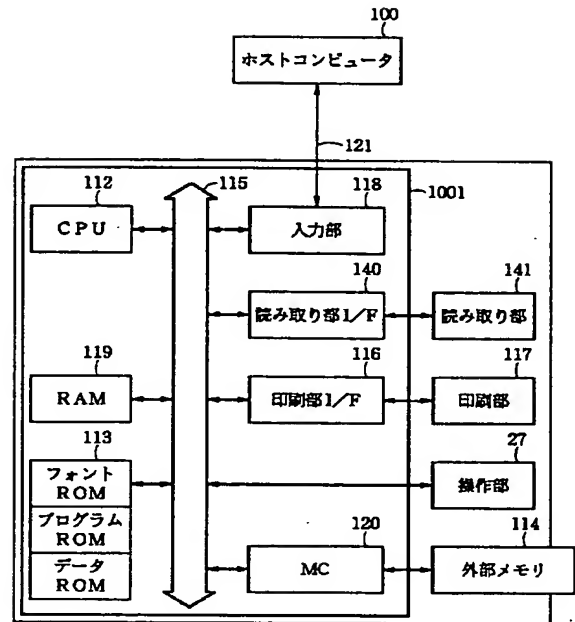 100
ホストコンピュータ
121
112
115
118
1001
CPU
入力部
140
141
読み取り部I/F
読み取り部
119
116
117
RAM
印刷部I/F
印刷部
113
27
フォント
ROM
操作部
プログラム
ROM
120
114
データ
ROM
MC
外部メモリ